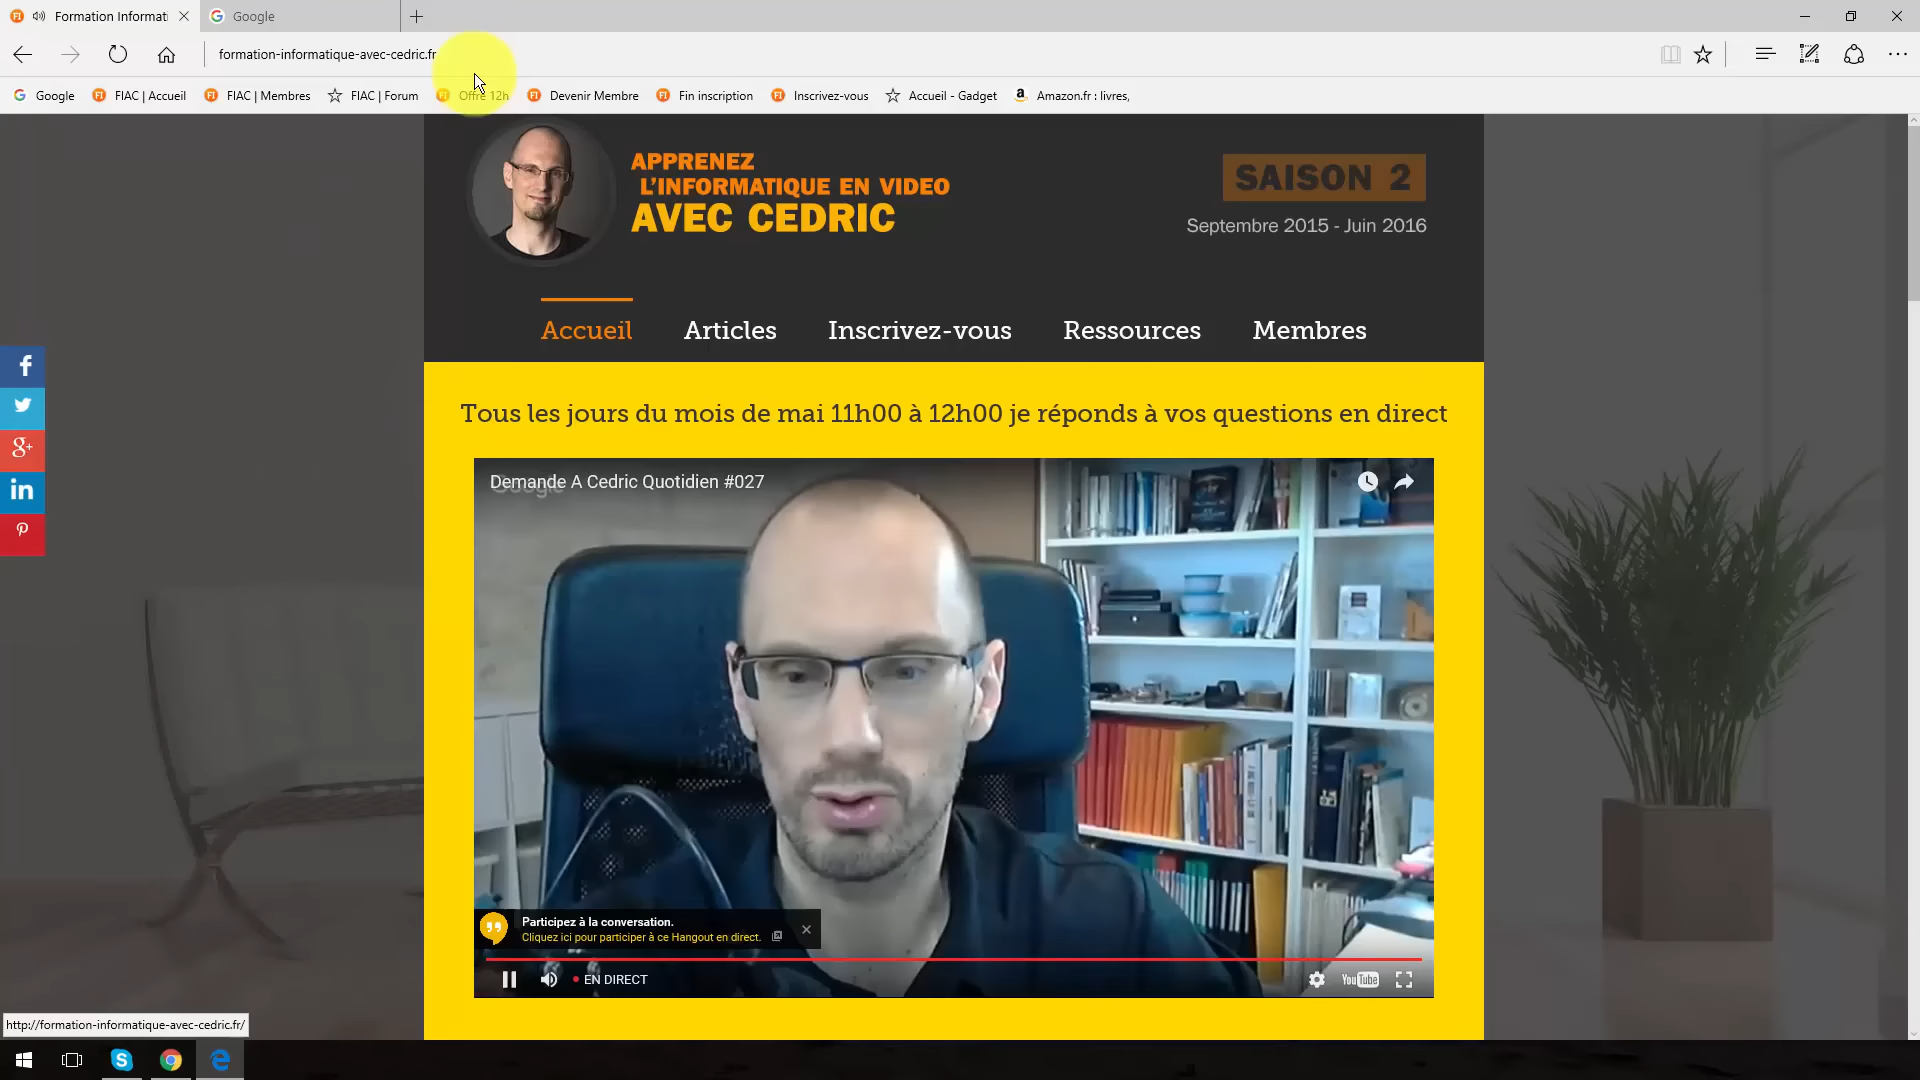 Formation Informati
Google
formation-informatique-avec-cedric.fr
Google
FIAC | Accueil
FIAC | Membres
FIAC | Forum
Offre 12h
Devenir Membre
Fin inscription
Inscrivez-vous
Accueil - Gadget
Amazon.fr : livres,
APPRENEZ
L'INFORMATIQUE EN VIDEO
AVEC CEDRIC
SAISON 2
Septembre 2015 - Juin 2016
Accueil
Articles
Inscrivez-vous
Ressources
Membres
Tous les jours du mois de mai 11h00 à 12h00 je réponds à vos questions en direct
Demande A Cedric Quotidien #027
Google
Participez à la conversation.
Cliquez ici pour participer à ce Hangout en direct.
EN DIRECT
YouTube
http://formation-informatique-avec-cedric.fr/